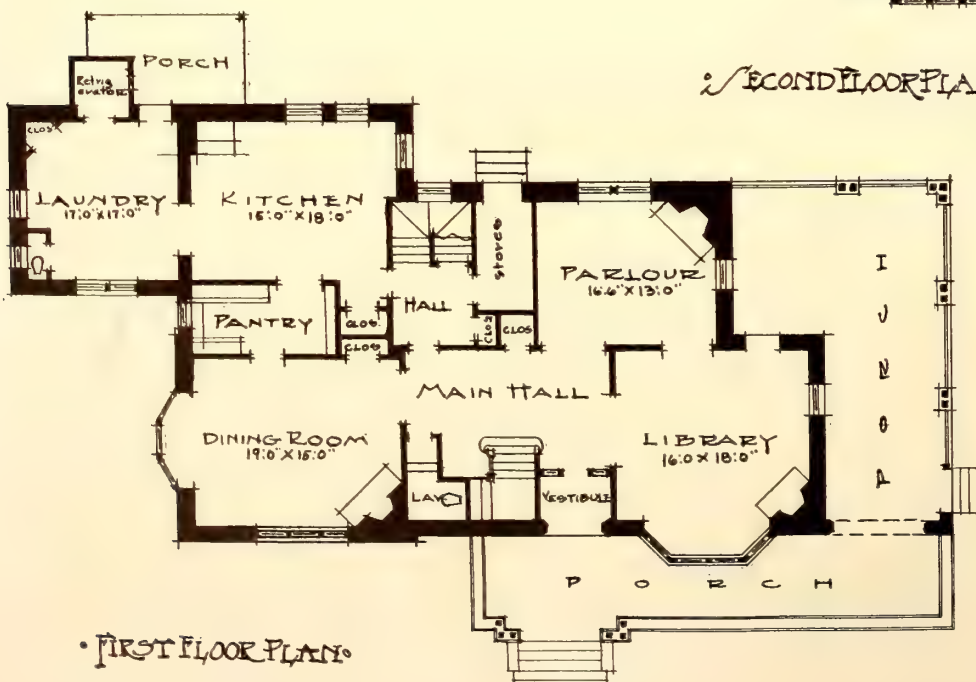 PORCH
Refrig
erator
SECOND FLOOR PLA
CLOS
LAUNDRY
17'0"X17'0"
KITCHEN
15'0"X18'0"
STORES
PARLOUR
16'6"X13'0"
HALL
PANTRY
CLOS.
CLOS
CLOS
CLOS
MAIN HALL
DINING ROOM
19'0"X15'0"
LIBRARY
16'0X18'0"
LAV
VESTIBULE
PORCH
• FIRST FLOOR PLAN •